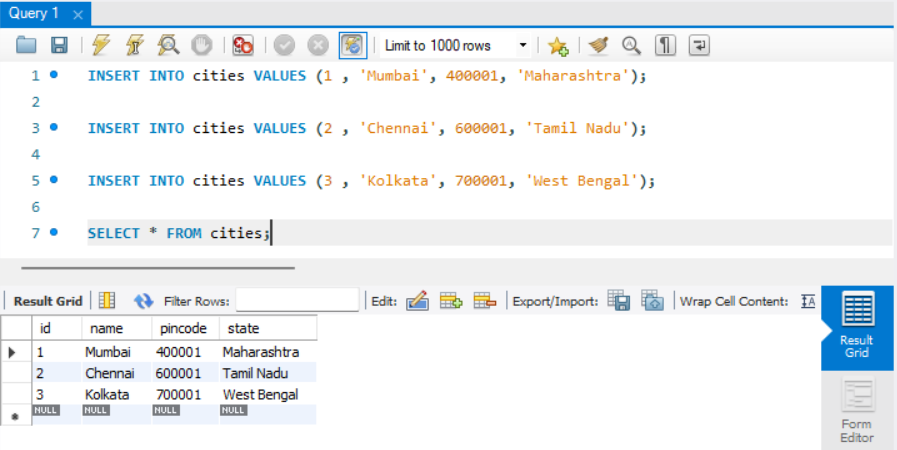 Query 1
Limit to 1000 rows
1 INSERT INTO cities VALUES (1 , 'Mumbai', 400001, 'Maharashtra');
2
3 INSERT INTO cities VALUES (2 , 'Chennai', 600001, 'Tamil Nadu');
4
5 INSERT INTO cities VALUES (3 , 'Kolkata', 700001, 'West Bengal');
6
7 SELECT * FROM cities;
Result Grid Filter Rows: Edit: Export/Import: Wrap Cell Content: IA
id name pincode state
1 Mumbai 400001 Maharashtra
2 Chennai 600001 Tamil Nadu
3 Kolkata 700001 West Bengal
NULL NULL NULL NULL
Result
Grid
Form
Editor